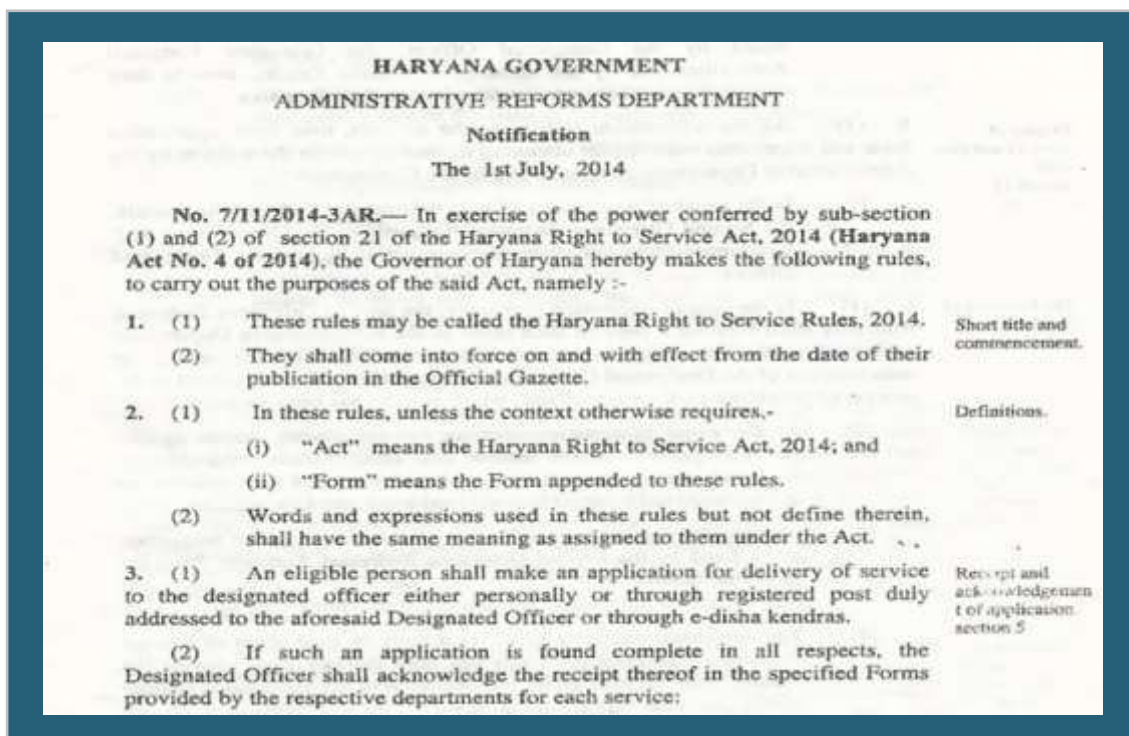 HARYANA GOVERNMENT
ADMINISTRATIVE REFORMS DEPARTMENT
Notification
The 1st July, 2014
No. 7/11/2014-3AR.— In exercise of the power conferred by sub-section
(1) and (2) of section 21 of the Haryana Right to Service Act, 2014 (Haryana
Act No. 4 of 2014), the Governor of Haryana hereby makes the following rules,
to carry out the purposes of the said Act, namely :-
1. (1) These rules may be called the Haryana Right to Service Rules, 2014.
Short title and
commencement.
(2) They shall come into force on and with effect from the date of their
publication in the Official Gazette.
2. (1) In these rules, unless the context otherwise requires,-
Definitions.
(i) "Act" means the Haryana Right to Service Act, 2014; and
(ii) "Form" means the Form appended to these rules.
(2) Words and expressions used in these rules but not define therein,
shall have the same meaning as assigned to them under the Act.
3. (1) An eligible person shall make an application for delivery of service
to the designated officer either personally or through registered post duly
addressed to the aforesaid Designated Officer or through e-disha kendras.
Receipt and
acknowledgemen
t of application
section 5
(2) If such an application is found complete in all respects, the
Designated Officer shall acknowledge the receipt thereof in the specified Forms
provided by the respective departments for each service: